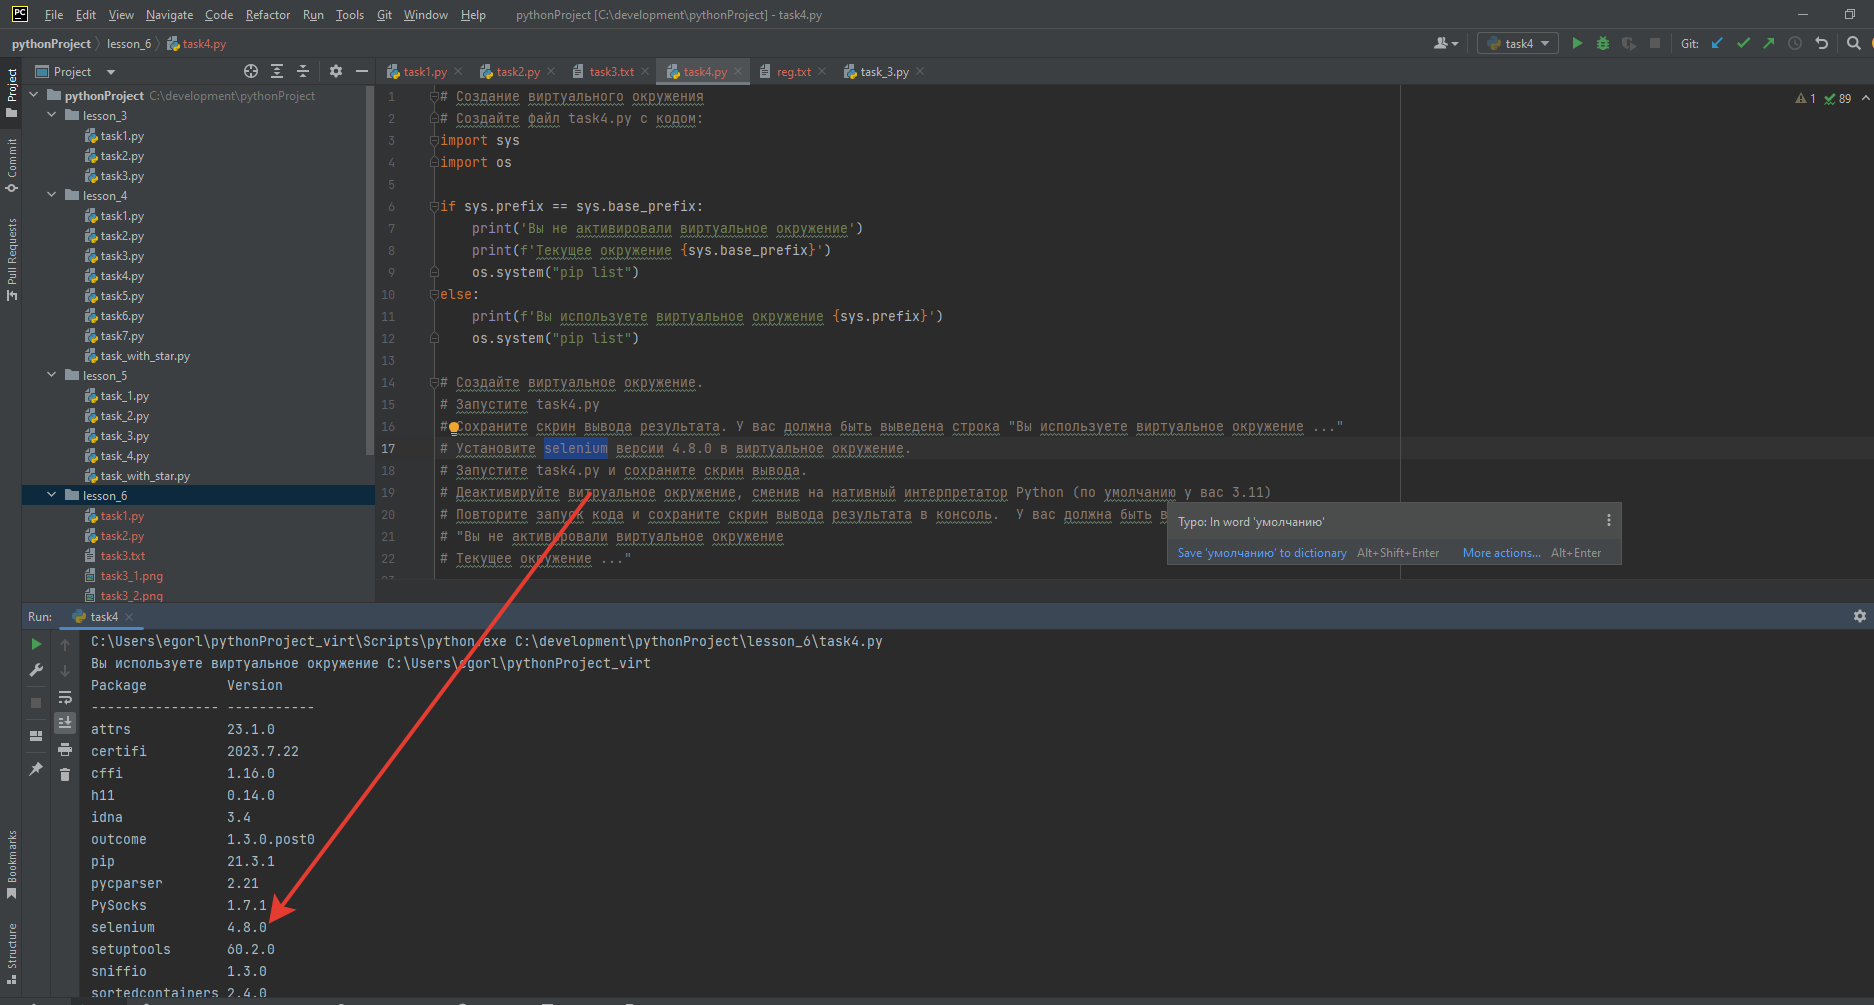 PC File Edit View Navigate Code Refactor Run Tools Git Window Help pythonProject [C:\development\pythonProject] - task4.py
pythonProject lesson_6 task4.py task4 Git:
Project
Commit
Pull Requests
Bookmarks
Structure
Project
pythonProject C:\development\pythonProject
lesson_3
task1.py
task2.py
task3.py
lesson_4
task1.py
task2.py
task3.py
task4.py
task5.py
task6.py
task7.py
task_with_star.py
lesson_5
task_1.py
task_2.py
task_3.py
task_4.py
task_with_star.py
lesson_6
task1.py
task2.py
task3.txt
task3_1.png
task3_2.png
task1.py task2.py task3.txt task4.py reg.txt task_3.py
1 89
1 # Создание виртуального окружения
2 # Создайте файл task4.py с кодом:
3 import sys
4 import os
5
6 if sys.prefix == sys.base_prefix:
7 print('Вы не активировали виртуальное окружение')
8 print(f'Текущее окружение {sys.base_prefix}')
9 os.system("pip list")
10 else:
11 print(f'Вы используете виртуальное окружение {sys.prefix}')
12 os.system("pip list")
13
14 # Создайте виртуальное окружение.
15 # Запустите task4.py
16 # Сохраните скрин вывода результата. У вас должна быть выведена строка "Вы используете виртуальное окружение ..."
17 # Установите selenium версии 4.8.0 в виртуальное окружение.
18 # Запустите task4.py и сохраните скрин вывода.
19 # Деактивируйте витруальное окружение, сменив на нативный интерпретатор Python (по умолчанию у вас 3.11)
20 # Повторите запуск кода и сохраните скрин вывода результата в консоль. У вас должна быть в
21 # "Вы не активировали виртуальное окружение
22 # Текущее окружение ..."
23
Typo: In word 'умолчанию'
Save 'умолчанию' to dictionary Alt+Shift+Enter More actions... Alt+Enter
Run: task4
C:\Users\egorl\pythonProject_virt\Scripts\python.exe C:\development\pythonProject\lesson_6\task4.py
Вы используете виртуальное окружение C:\Users\egorl\pythonProject_virt
Package Version
---------------- -----------
attrs 23.1.0
certifi 2023.7.22
cffi 1.16.0
h11 0.14.0
idna 3.4
outcome 1.3.0.post0
pip 21.3.1
pycparser 2.21
PySocks 1.7.1
selenium 4.8.0
setuptools 60.2.0
sniffio 1.3.0
sortedcontainers 2.4.0